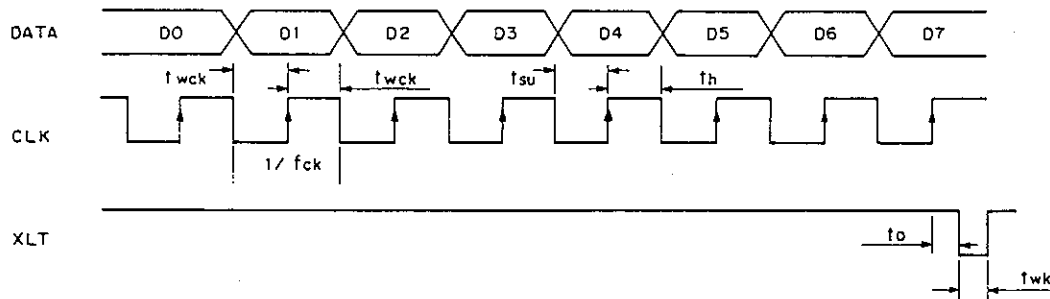 DATA D0 D1 D2 D3 D4 D5 D6 D7
twck twck tsu th
CLK
1/ fck
XLT
to
twk